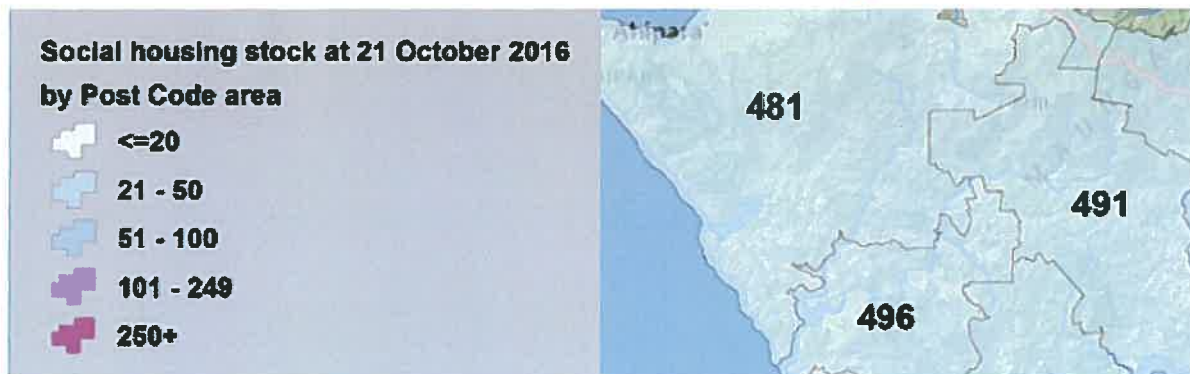 Social housing stock at 21 October 2016
by Post Code area
<=20
21 - 50
51 - 100
101 - 249
250+
Ahipara
481
491
496